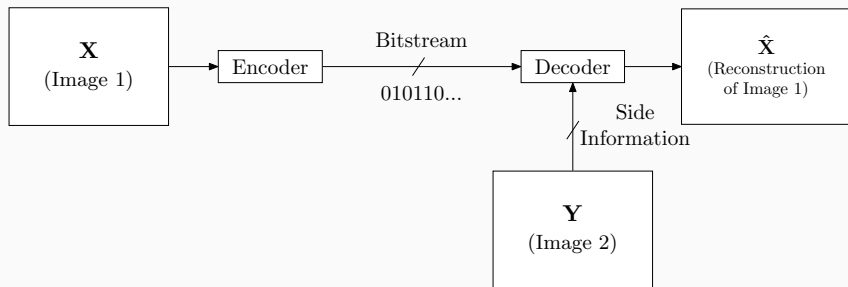 X
(Image 1)
Encoder
Bitstream
010110...
Decoder
X̂
(Reconstruction
of Image 1)
Side
Information
Y
(Image 2)